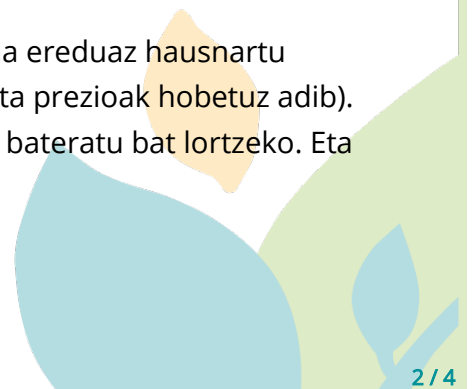 a ereduaz hausnartu
ta prezioak hobetuz adib).
bateratu bat lortzeko. Eta
2 / 4